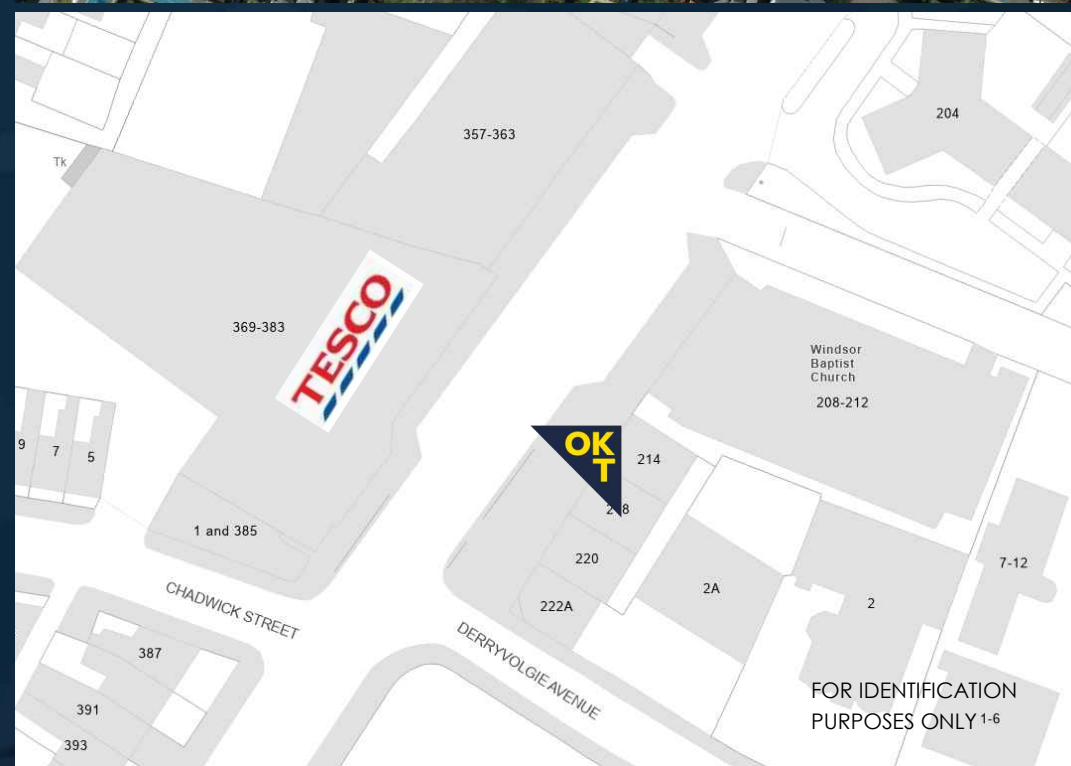 204
357-363
Tk
TESCO
369-383
Windsor
Baptist
Church
208-212
OK
T
214
9
7
5
1 and 385
220
2A
7-12
222A
2
CHADWICK STREET
DERRYVOLGIE AVENUE
387
391
393
FOR IDENTIFICATION
PURPOSES ONLY 1-6